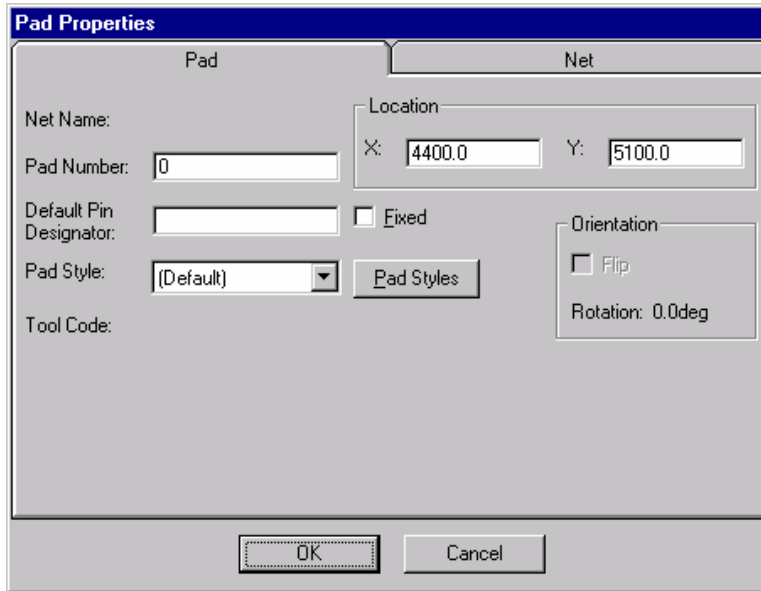 Pad Properties
Pad Net
Net Name:
Location
X: 4400.0 Y: 5100.0
Pad Number: 0
Default Pin
Designator:
Fixed
Orientation
Flip
Rotation: 0.0deg
Pad Style: (Default) Pad Styles
Tool Code:
OK Cancel